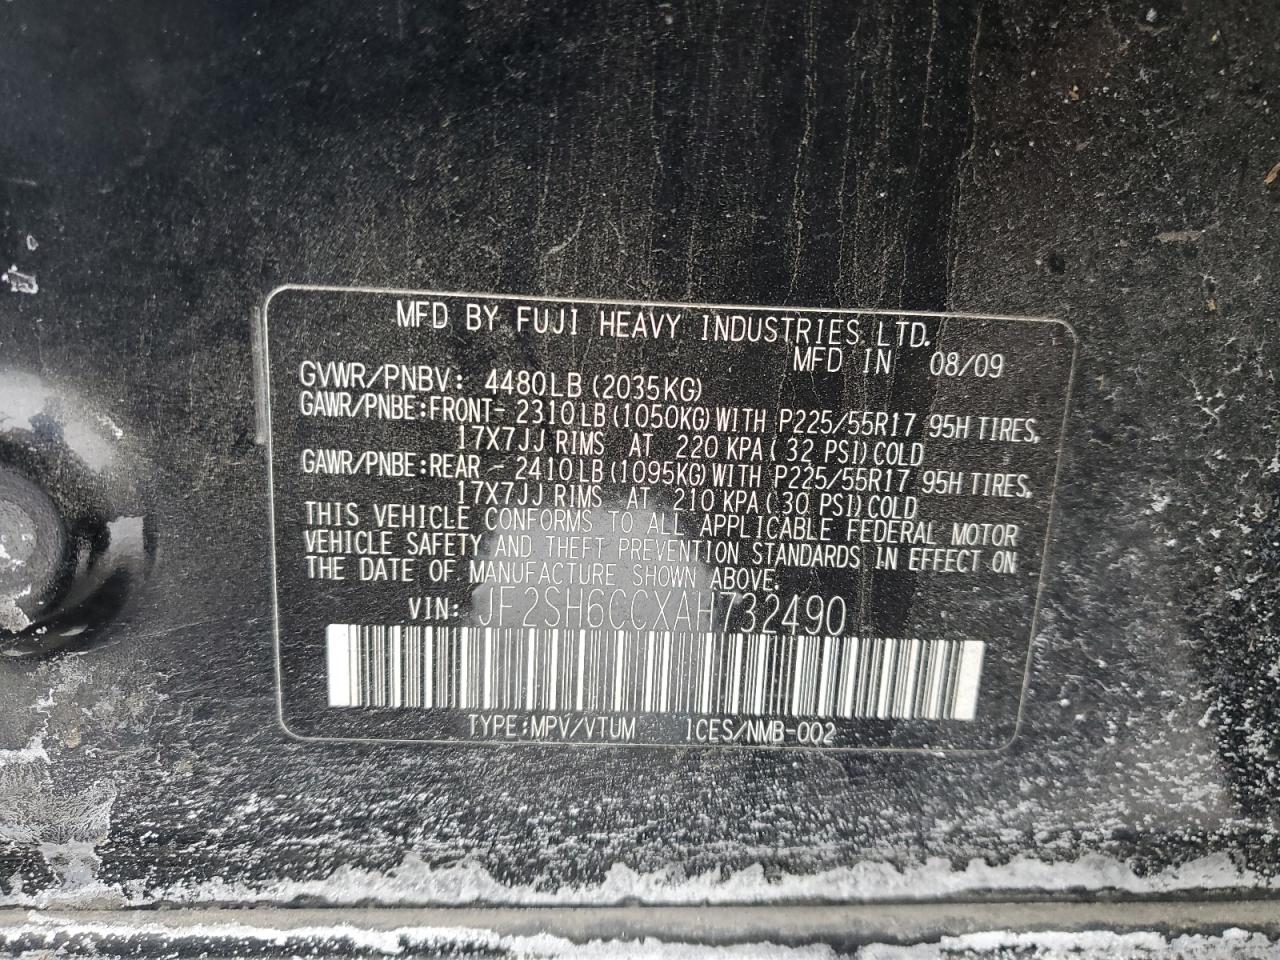 MFD BY FUJI HEAVY INDUSTRIES LTD.
MFD IN 08/09
GVWR/PNBV: 4480LB (2035KG)
GAWR/PNBE:FRONT- 2310LB (1050KG) WITH P225/55R17 95H TIRES,
17X7JJ RIMS AT 220 KPA ( 32 PSI) COLD
GAWR/PNBE:REAR - 2410LB (1095KG) WITH P225/55R17 95H TIRES,
17X7JJ RIMS AT 210 KPA ( 30 PSI) COLD
THIS VEHICLE CONFORMS TO ALL APPLICABLE FEDERAL MOTOR
VEHICLE SAFETY AND THEFT PREVENTION STANDARDS IN EFFECT ON
THE DATE OF MANUFACTURE SHOWN ABOVE.
VIN: JF2SH6CCXAH732490
TYPE:MPV/VTUM ICES/NMB-002